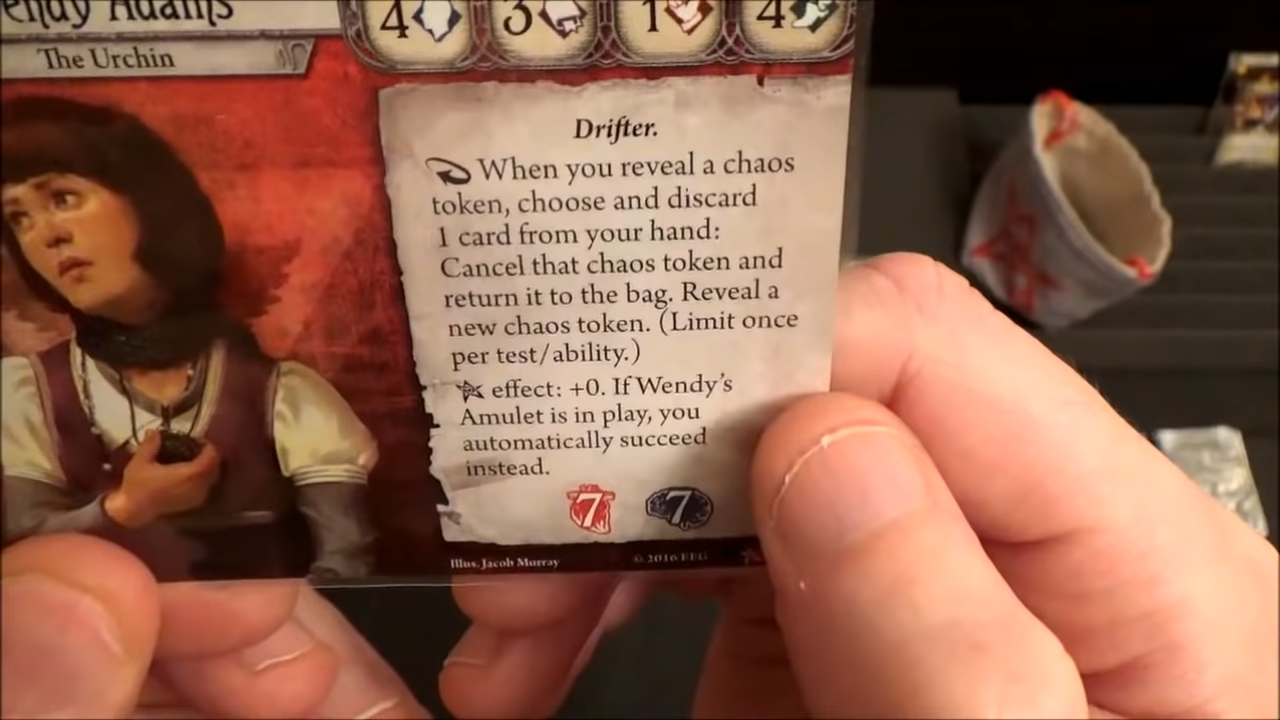 Adams
4 3 1 4
The Urchin
Drifter.
When you reveal a chaos
token, choose and discard
1 card from your hand:
Cancel that chaos token and
return it to the bag. Reveal a
new chaos token. (Limit once
per test/ability.)
effect: +0. If Wendy's
Amulet is in play, you
automatically succeed
instead.
7 7
Illus. Jacob Murray © 2016 FFG